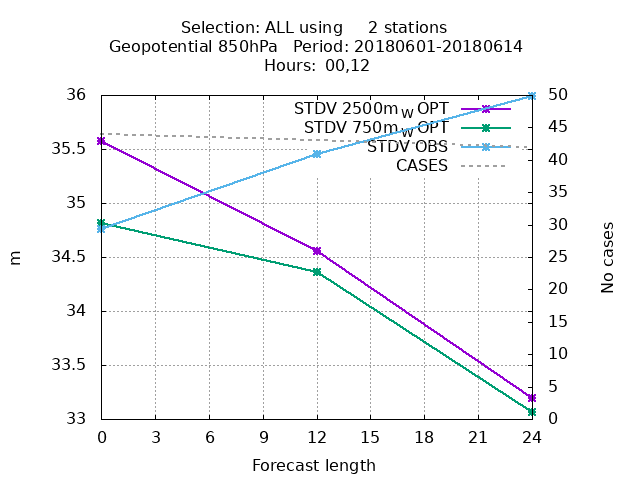 Selection: ALL using     2 stations
Geopotential 850hPa   Period: 20180601-20180614
Hours: 00,12
36
35.5
35
34.5
34
33.5
33
50
45
40
35
30
25
20
15
10
5
0
STDV 2500m_W OPT
STDV 750m_W OPT
STDV OBS
CASES
m
No cases
0 3 6 9 12 15 18 21 24
Forecast length